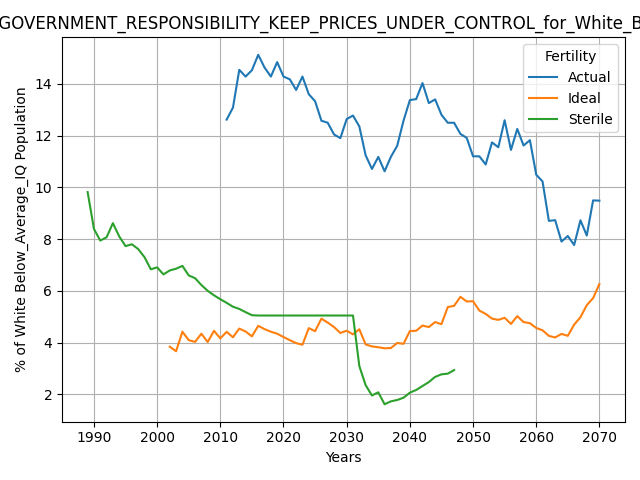 GOVERNMENT_RESPONSIBILITY_KEEP_PRICES_UNDER_CONTROL_for_White_B
Fertility
Actual
Ideal
Sterile
% of White Below_Average_IQ Population
14
12
10
8
6
4
2
1990 2000 2010 2020 2030 2040 2050 2060 2070
Years